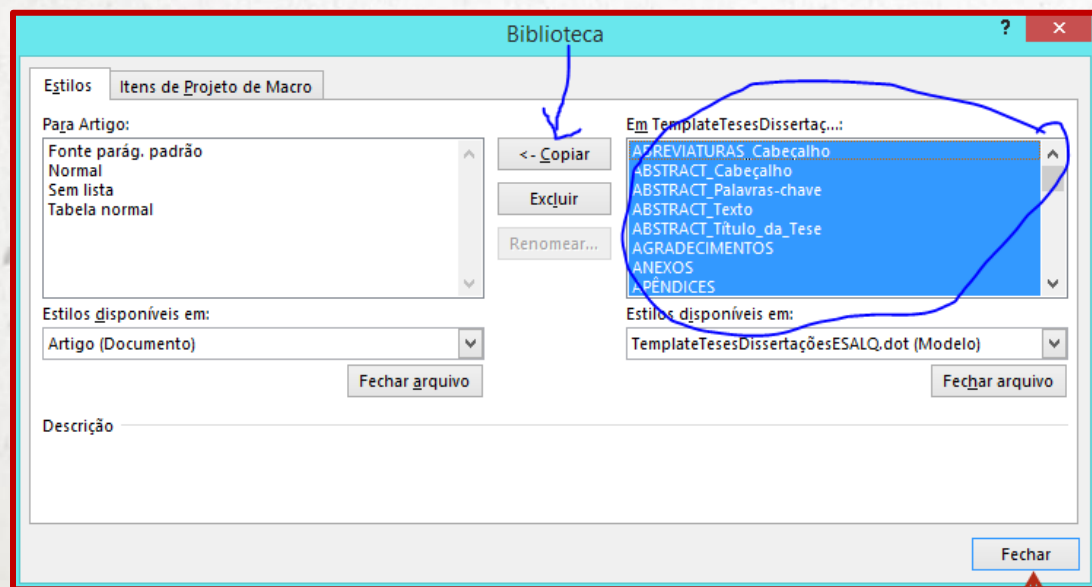 Biblioteca
?
Estilos
Itens de Projeto de Macro
Para Artigo:
Fonte parág. padrão
Normal
Sem lista
Tabela normal
<- Copiar
Excluir
Renomear...
Em TemplateTesesDissertaç...:
ABREVIATURAS_Cabeçalho
ABSTRACT_Cabeçalho
ABSTRACT_Palavras-chave
ABSTRACT_Texto
ABSTRACT_Título_da_Tese
AGRADECIMENTOS
ANEXOS
APÊNDICES
Estilos disponíveis em:
Artigo (Documento)
Fechar arquivo
Estilos disponíveis em:
TemplateTesesDissertaçõesESALQ.dot (Modelo)
Fechar arquivo
Descrição
Fechar